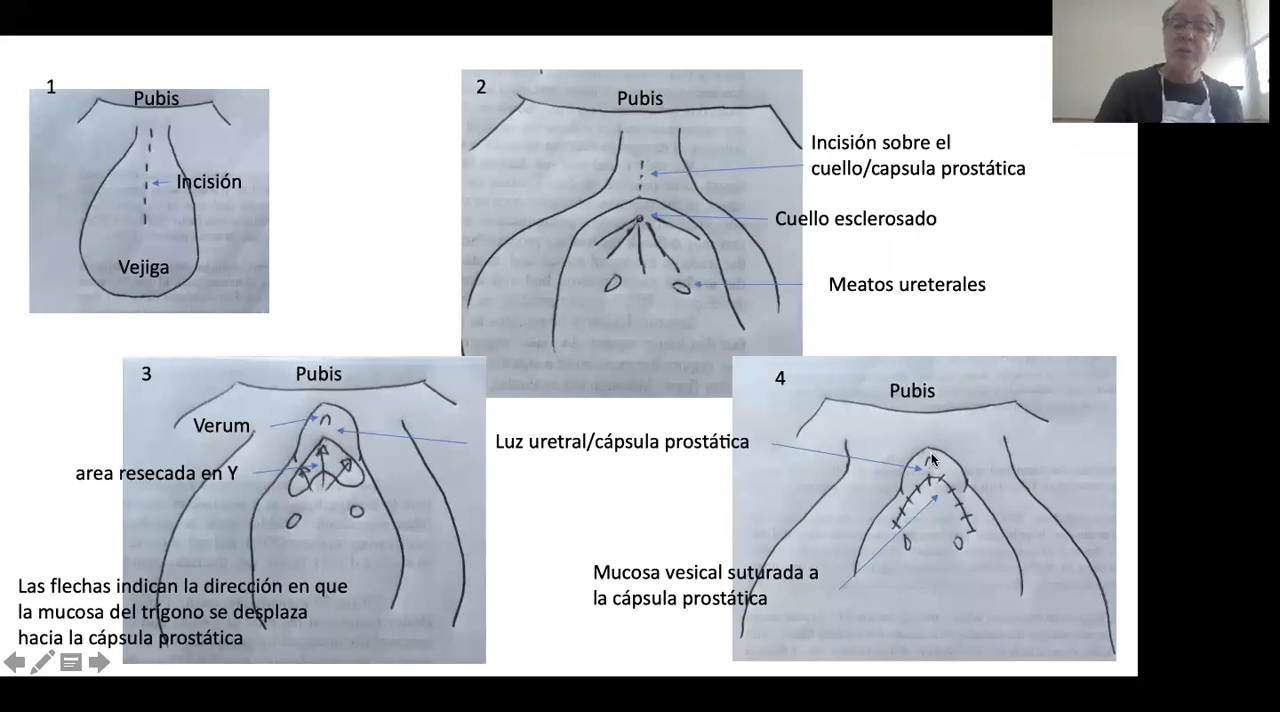 1
Pubis
Incisión
Vejiga
2
Pubis
Incisión sobre el
cuello/capsula prostática
Cuello esclerosado
Meatos ureterales
3
Pubis
Verum
area resecada en Y
Luz uretral/cápsula prostática
Las flechas indican la dirección en que
la mucosa del trígono se desplaza
hacia la cápsula prostática
4
Pubis
Mucosa vesical suturada a
la cápsula prostática